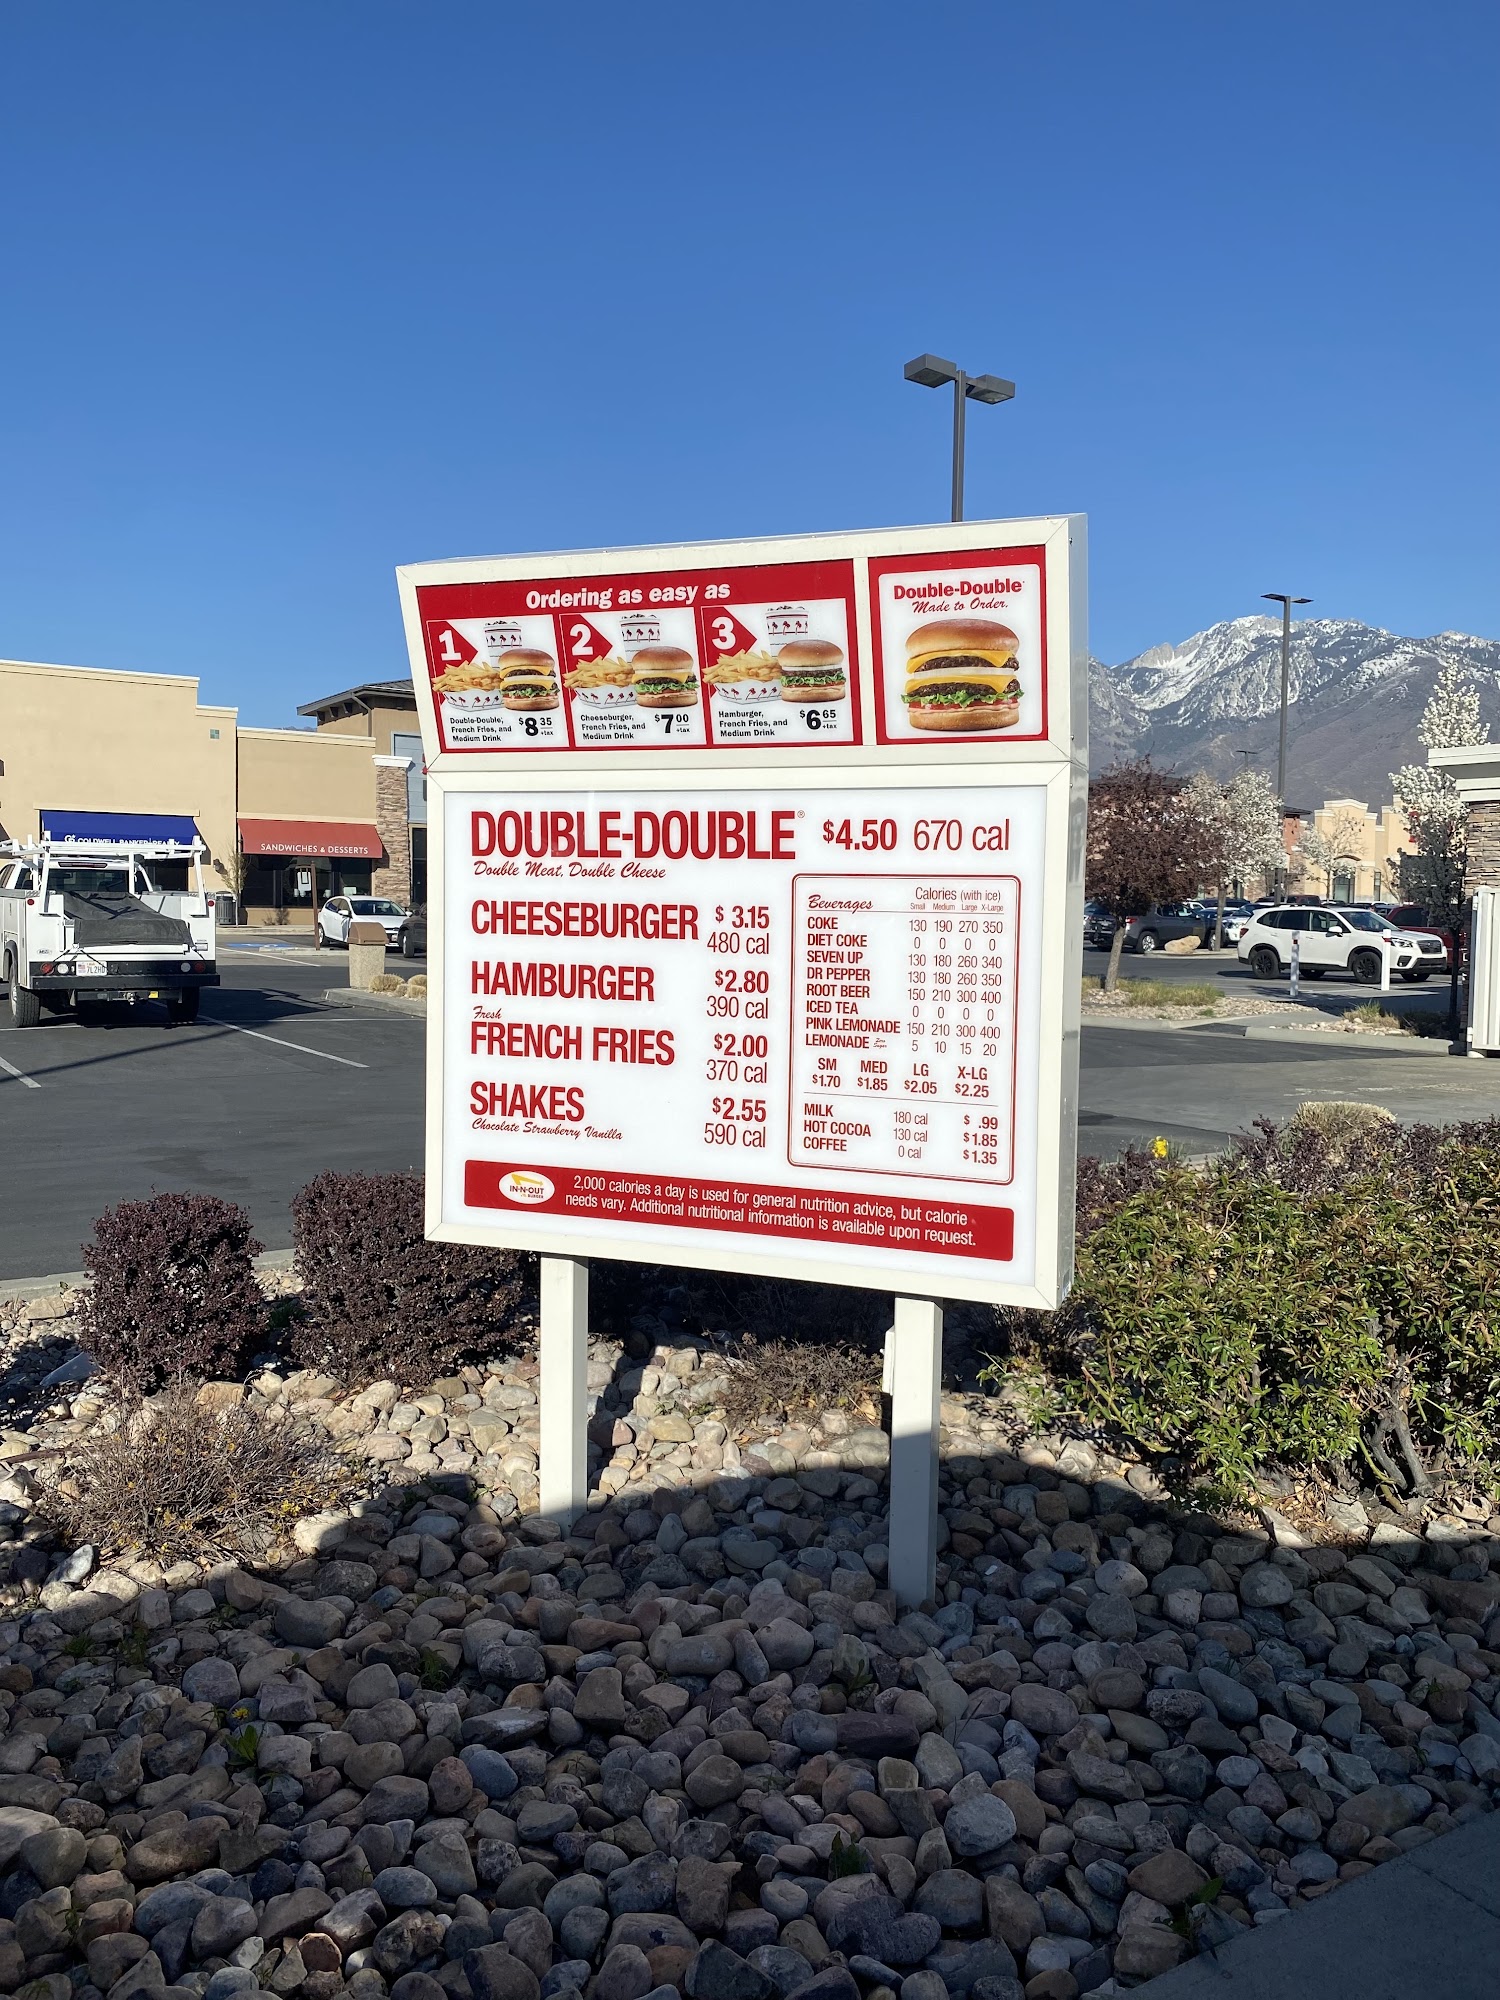 Ordering as easy as
1
Double-Double,
French Fries, and
Medium Drink
$8 35
+tax
2
Cheeseburger,
French Fries, and
Medium Drink
$7 00
+tax
3
Hamburger,
French Fries, and
Medium Drink
$6 65
+tax
Double-Double
Made to Order.
DOUBLE-DOUBLE® $4.50 670 cal
Double Meat, Double Cheese
CHEESEBURGER $ 3.15
480 cal
HAMBURGER $2.80
390 cal
Fresh
FRENCH FRIES $2.00
370 cal
SHAKES $2.55
Chocolate Strawberry Vanilla 590 cal
Beverages Calories (with ice)
Small Medium Large X-Large
COKE 130 190 270 350
DIET COKE 0 0 0 0
SEVEN UP 130 180 260 340
DR PEPPER 130 180 260 350
ROOT BEER 150 210 300 400
ICED TEA 0 0 0 0
PINK LEMONADE 150 210 300 400
LEMONADE Zero Sugar 5 10 15 20
SM MED LG X-LG
$1.70 $1.85 $2.05 $2.25
MILK 180 cal $ .99
HOT COCOA 130 cal $1.85
COFFEE 0 cal $1.35
IN-N-OUT
BURGER
2,000 calories a day is used for general nutrition advice, but calorie
needs vary. Additional nutritional information is available upon request.
COLDWELL BANKER REALTY
SANDWICHES & DESSERTS